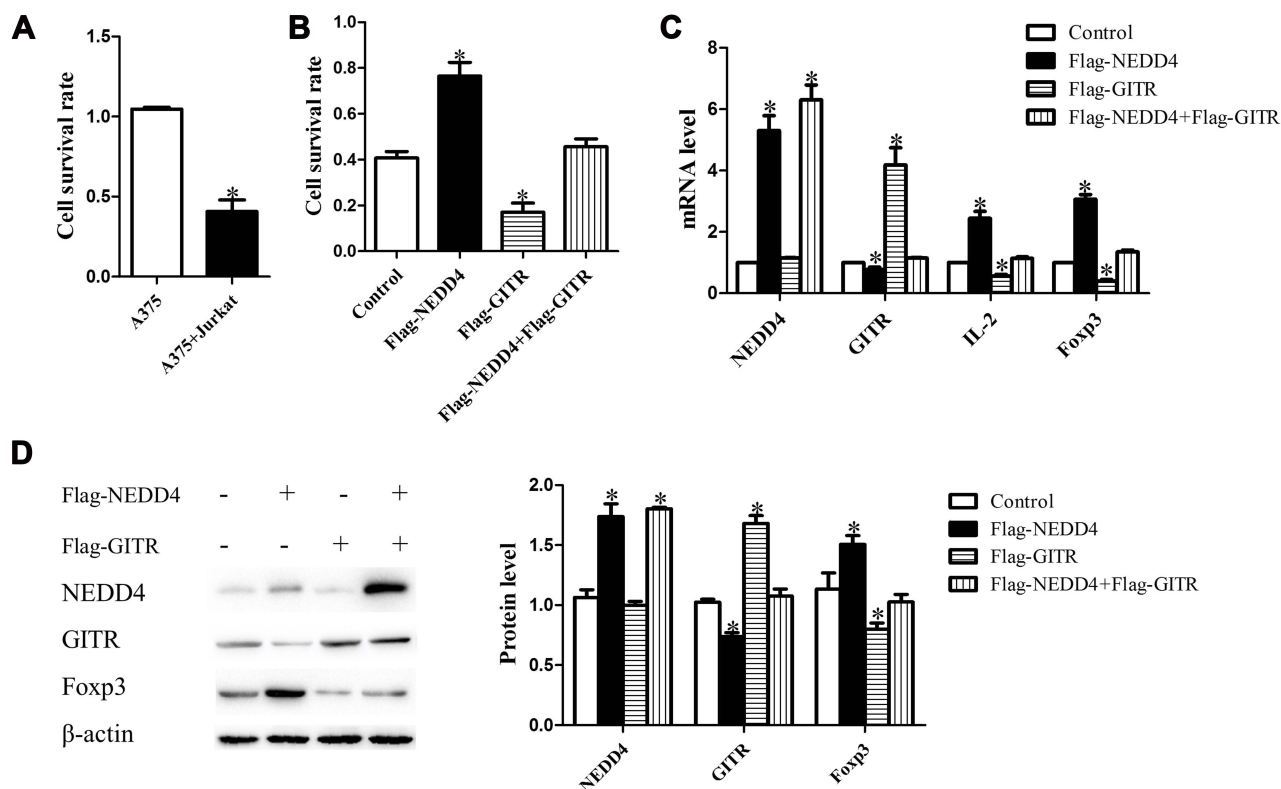 A
1.5
1.0
0.5
0.0
Cell survival rate
*
A375
A375+Jurkat
B
1.0
0.8
0.6
0.4
0.2
0.0
Cell survival rate
*
*
Control
Flag-NEDD4
Flag-GITR
Flag-NEDD4+Flag-GITR
C
Control
Flag-NEDD4
Flag-GITR
Flag-NEDD4+Flag-GITR
8
6
4
2
0
mRNA level
* * * * * * * *
NEDD4 GITR IL-2 Foxp3
D
Flag-NEDD4 - + - +
Flag-GITR - - + +
NEDD4
GITR
Foxp3
β-actin
2.0
1.5
1.0
0.5
0.0
Protein level
* * * * * *
NEDD4 GITR Foxp3
Control
Flag-NEDD4
Flag-GITR
Flag-NEDD4+Flag-GITR